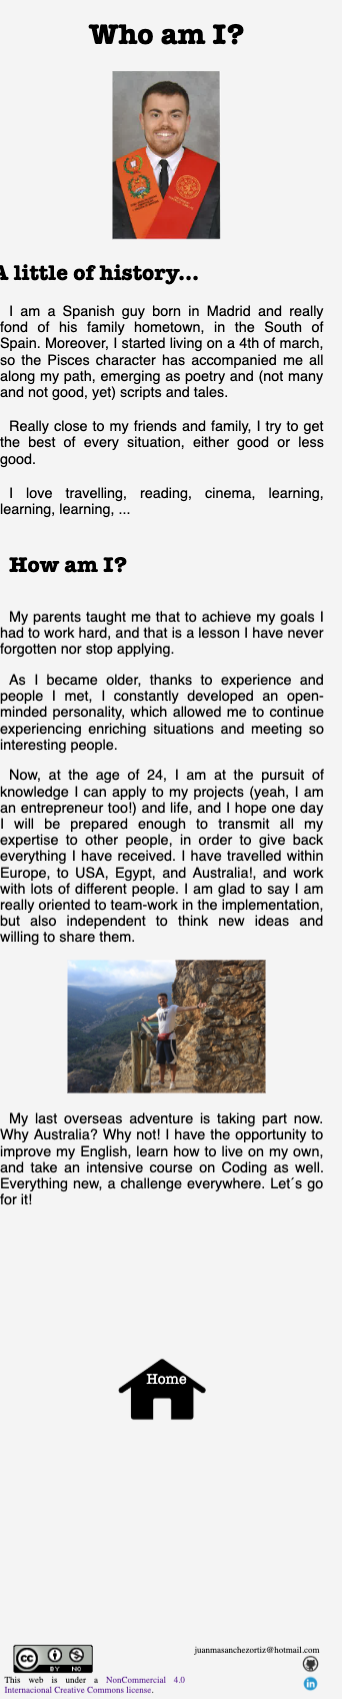 Who am I?
A little of history...
I am a Spanish guy born in Madrid and really
fond of his family hometown, in the South of
Spain. Moreover, I started living on a 4th of march,
so the Pisces character has accompanied me all
along my path, emerging as poetry and (not many
and not good, yet) scripts and tales.
Really close to my friends and family, I try to get
the best of every situation, either good or less
good.
I love travelling, reading, cinema, learning,
learning, learning, ...
How am I?
My parents taught me that to achieve my goals I
had to work hard, and that is a lesson I have never
forgotten nor stop applying.
As I became older, thanks to experience and
people I met, I constantly developed an open-
minded personality, which allowed me to continue
experiencing enriching situations and meeting so
interesting people.
Now, at the age of 24, I am at the pursuit of
knowledge I can apply to my projects (yeah, I am
an entrepreneur too!) and life, and I hope one day
I will be prepared enough to transmit all my
expertise to other people, in order to give back
everything I have received. I have travelled within
Europe, to USA, Egypt, and Australia!, and work
with lots of different people. I am glad to say I am
really oriented to team-work in the implementation,
but also independent to think new ideas and
willing to share them.
W
My last overseas adventure is taking part now.
Why Australia? Why not! I have the opportunity to
improve my English, learn how to live on my own,
and take an intensive course on Coding as well.
Everything new, a challenge everywhere. Let´s go
for it!
Home
juanmasanchezortiz@hotmail.com
cc
BY NC
This web is under a NonCommercial 4.0
Internacional Creative Commons license.
in